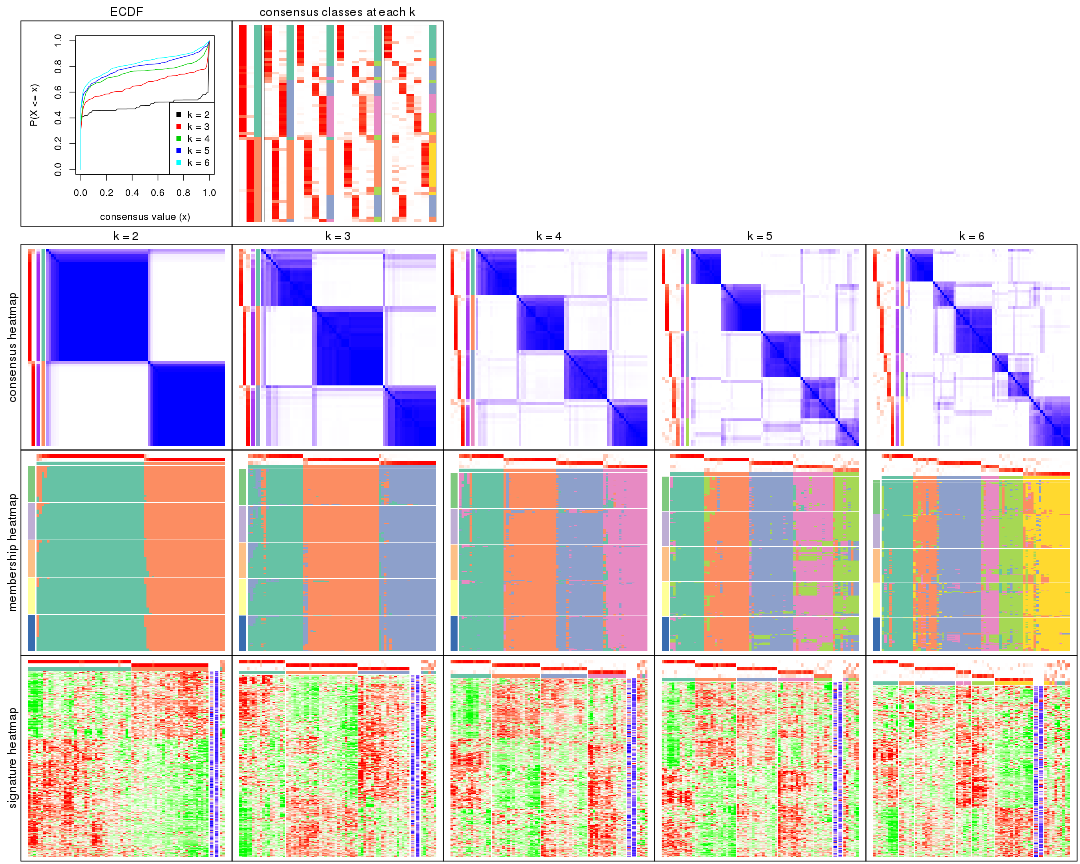 ECDF
consensus classes at each k
P(X <= x)
0.0
0.2
0.4
0.6
0.8
1.0
k = 2
k = 3
k = 4
k = 5
k = 6
0.0 0.2 0.4 0.6 0.8 1.0
consensus value (x)
k = 2
k = 3
k = 4
k = 5
k = 6
consensus heatmap
membership heatmap
signature heatmap